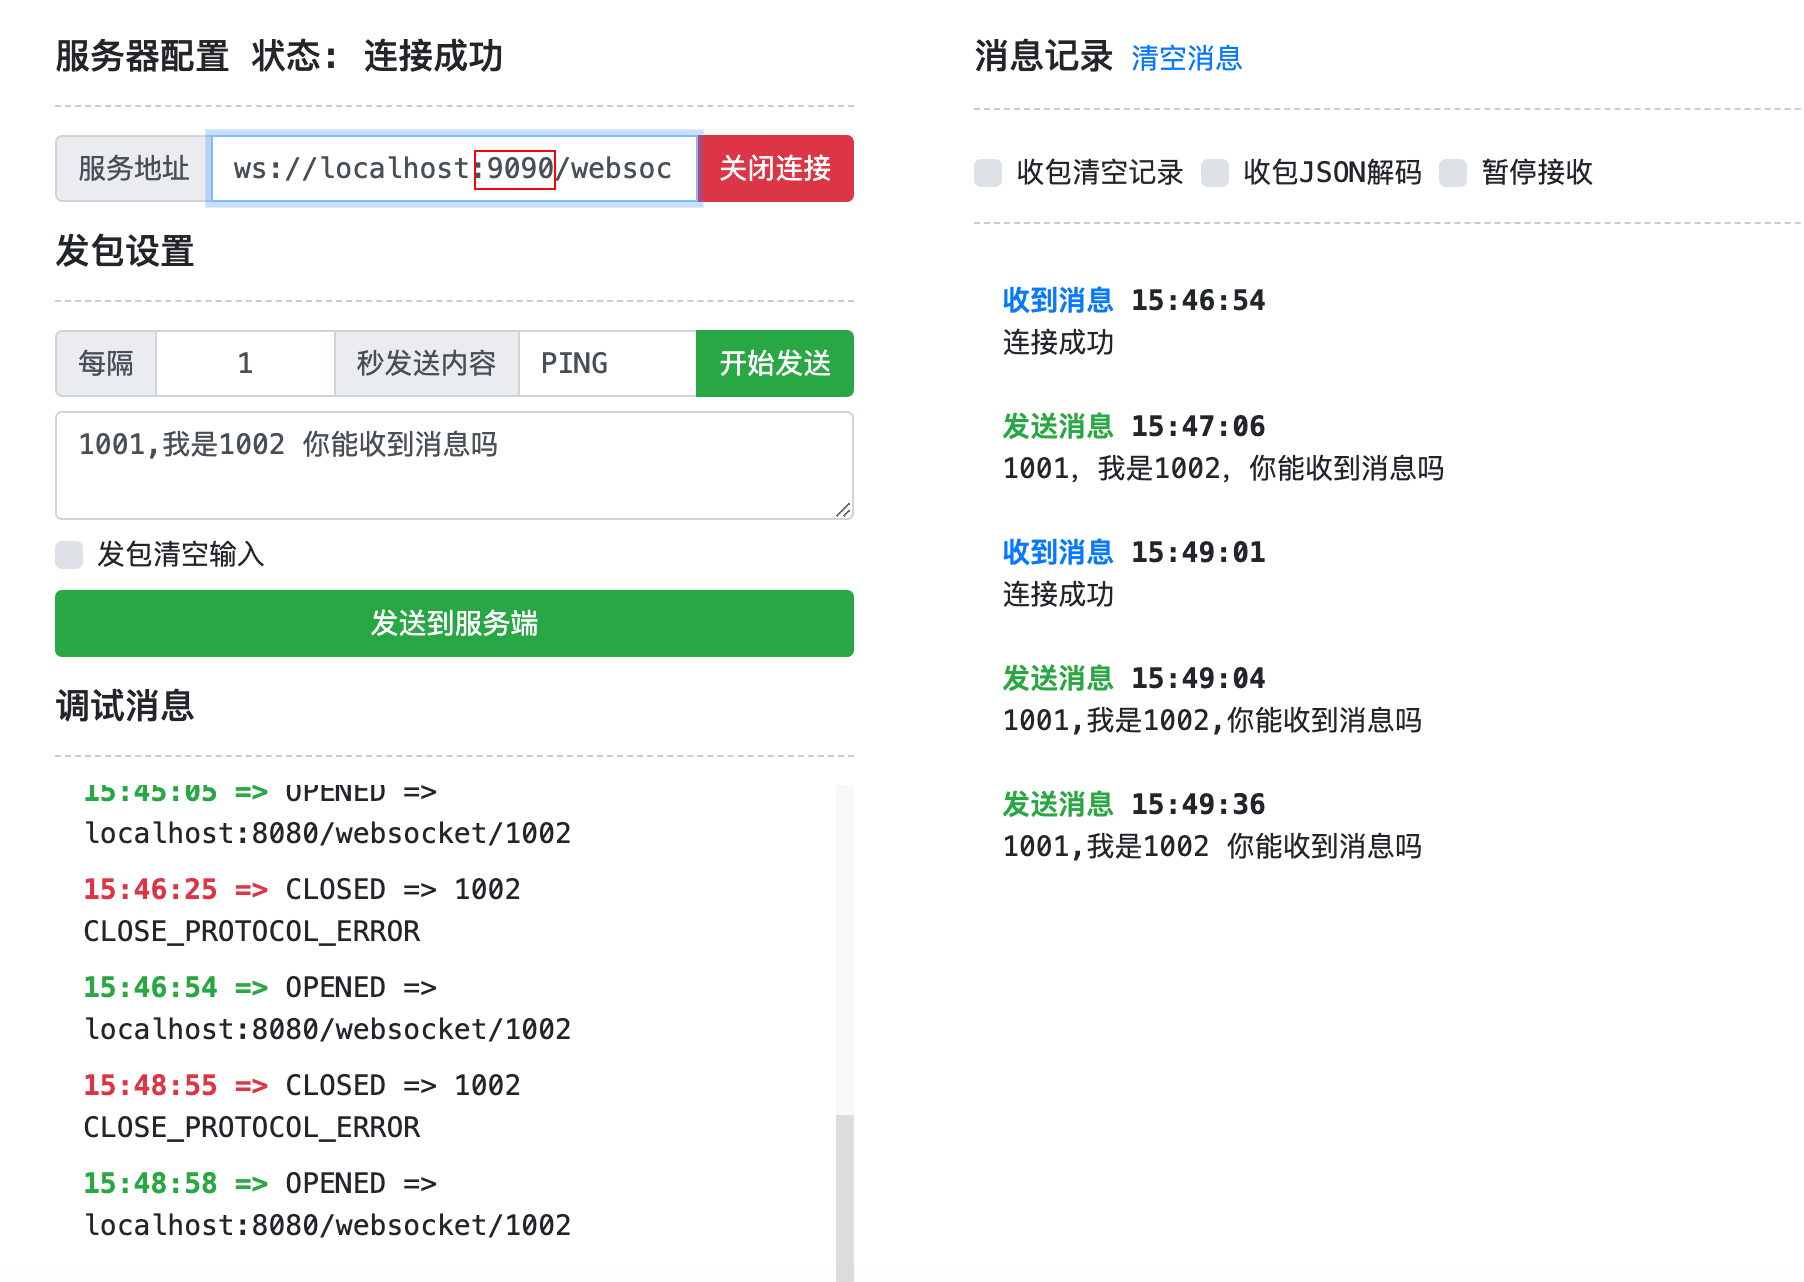 服务器配置 状态: 连接成功
服务地址 ws://localhost:9090/websoc 关闭连接
发包设置
每隔 1 秒发送内容 PING 开始发送
1001,我是1002 你能收到消息吗
发包清空输入
发送到服务端
调试消息
15:45:05 => OPENED =>
localhost:8080/websocket/1002
15:46:25 => CLOSED => 1002
CLOSE_PROTOCOL_ERROR
15:46:54 => OPENED =>
localhost:8080/websocket/1002
15:48:55 => CLOSED => 1002
CLOSE_PROTOCOL_ERROR
15:48:58 => OPENED =>
localhost:8080/websocket/1002
消息记录 清空消息
收包清空记录 收包JSON解码 暂停接收
收到消息 15:46:54
连接成功
发送消息 15:47:06
1001，我是1002，你能收到消息吗
收到消息 15:49:01
连接成功
发送消息 15:49:04
1001,我是1002,你能收到消息吗
发送消息 15:49:36
1001,我是1002 你能收到消息吗